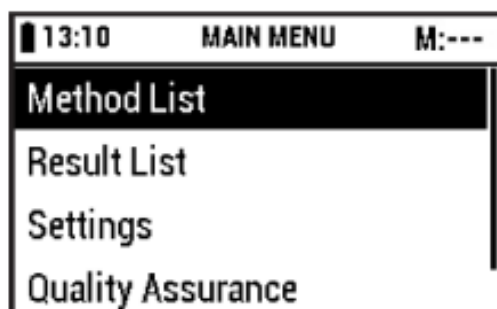 13:10 MAIN MENU M:---
Method List
Result List
Settings
Quality Assurance